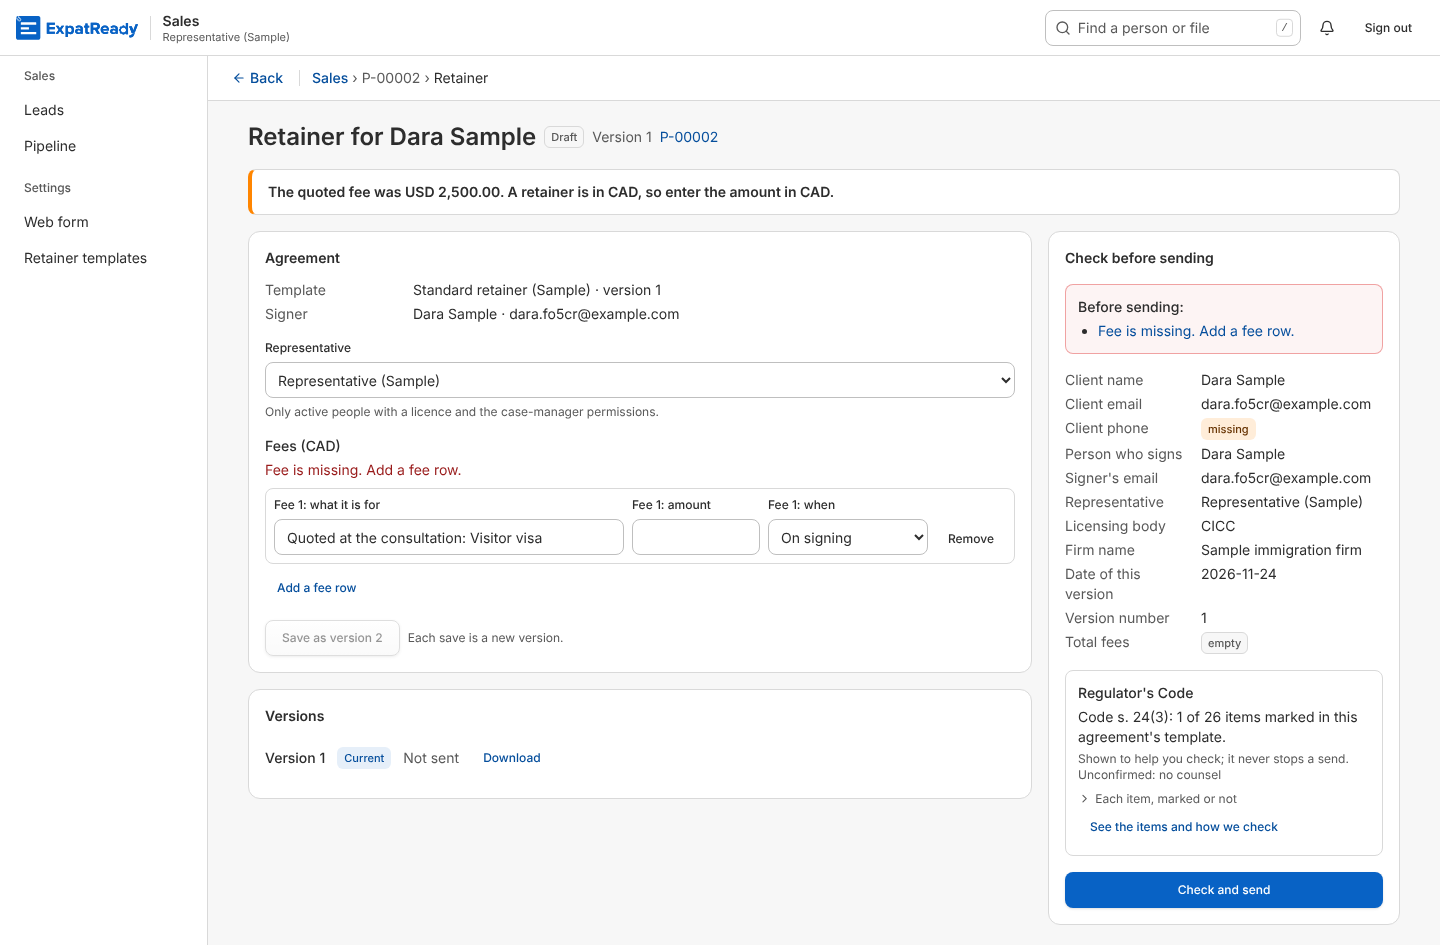 ExpatReady
Sales
Representative (Sample)
Find a person or file
/
Sign out
Sales
Leads
Pipeline
Settings
Web form
Retainer templates
← Back
Sales › P-00002 › Retainer
Retainer for Dara Sample Draft Version 1 P-00002
The quoted fee was USD 2,500.00. A retainer is in CAD, so enter the amount in CAD.
Agreement
Template Standard retainer (Sample) · version 1
Signer Dara Sample · dara.fo5cr@example.com
Representative
Representative (Sample)
Only active people with a licence and the case-manager permissions.
Fees (CAD)
Fee is missing. Add a fee row.
Fee 1: what it is for Fee 1: amount Fee 1: when
Quoted at the consultation: Visitor visa On signing Remove
Add a fee row
Save as version 2 Each save is a new version.
Versions
Version 1 Current Not sent Download
Check before sending
Before sending:
• Fee is missing. Add a fee row.
Client name Dara Sample
Client email dara.fo5cr@example.com
Client phone missing
Person who signs Dara Sample
Signer's email dara.fo5cr@example.com
Representative Representative (Sample)
Licensing body CICC
Firm name Sample immigration firm
Date of this version 2026-11-24
Version number 1
Total fees empty
Regulator's Code
Code s. 24(3): 1 of 26 items marked in this
agreement's template.
Shown to help you check; it never stops a send.
Unconfirmed: no counsel
Each item, marked or not
See the items and how we check
Check and send